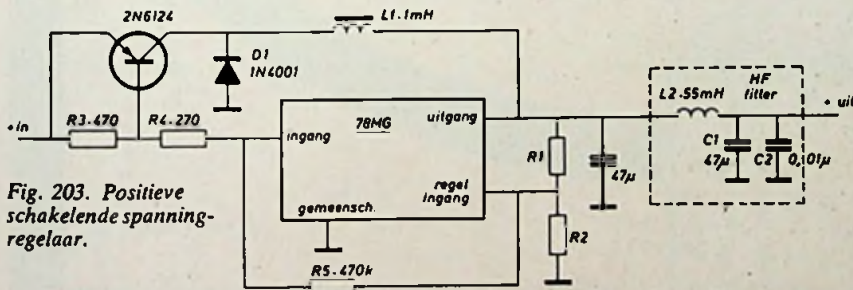 2N6124
L1.1mH
D1
1N4001
HF
filter
L2.55mH
+ uit
+in
R3.470
R4.270
ingang
78MG
uitgang
R1
47µ
C1
47µ
C2
0,01µ
regel
ingang
gemeensch.
R2
R5.470k
Fig. 203. Positieve
schakelende spanning-
regelaar.